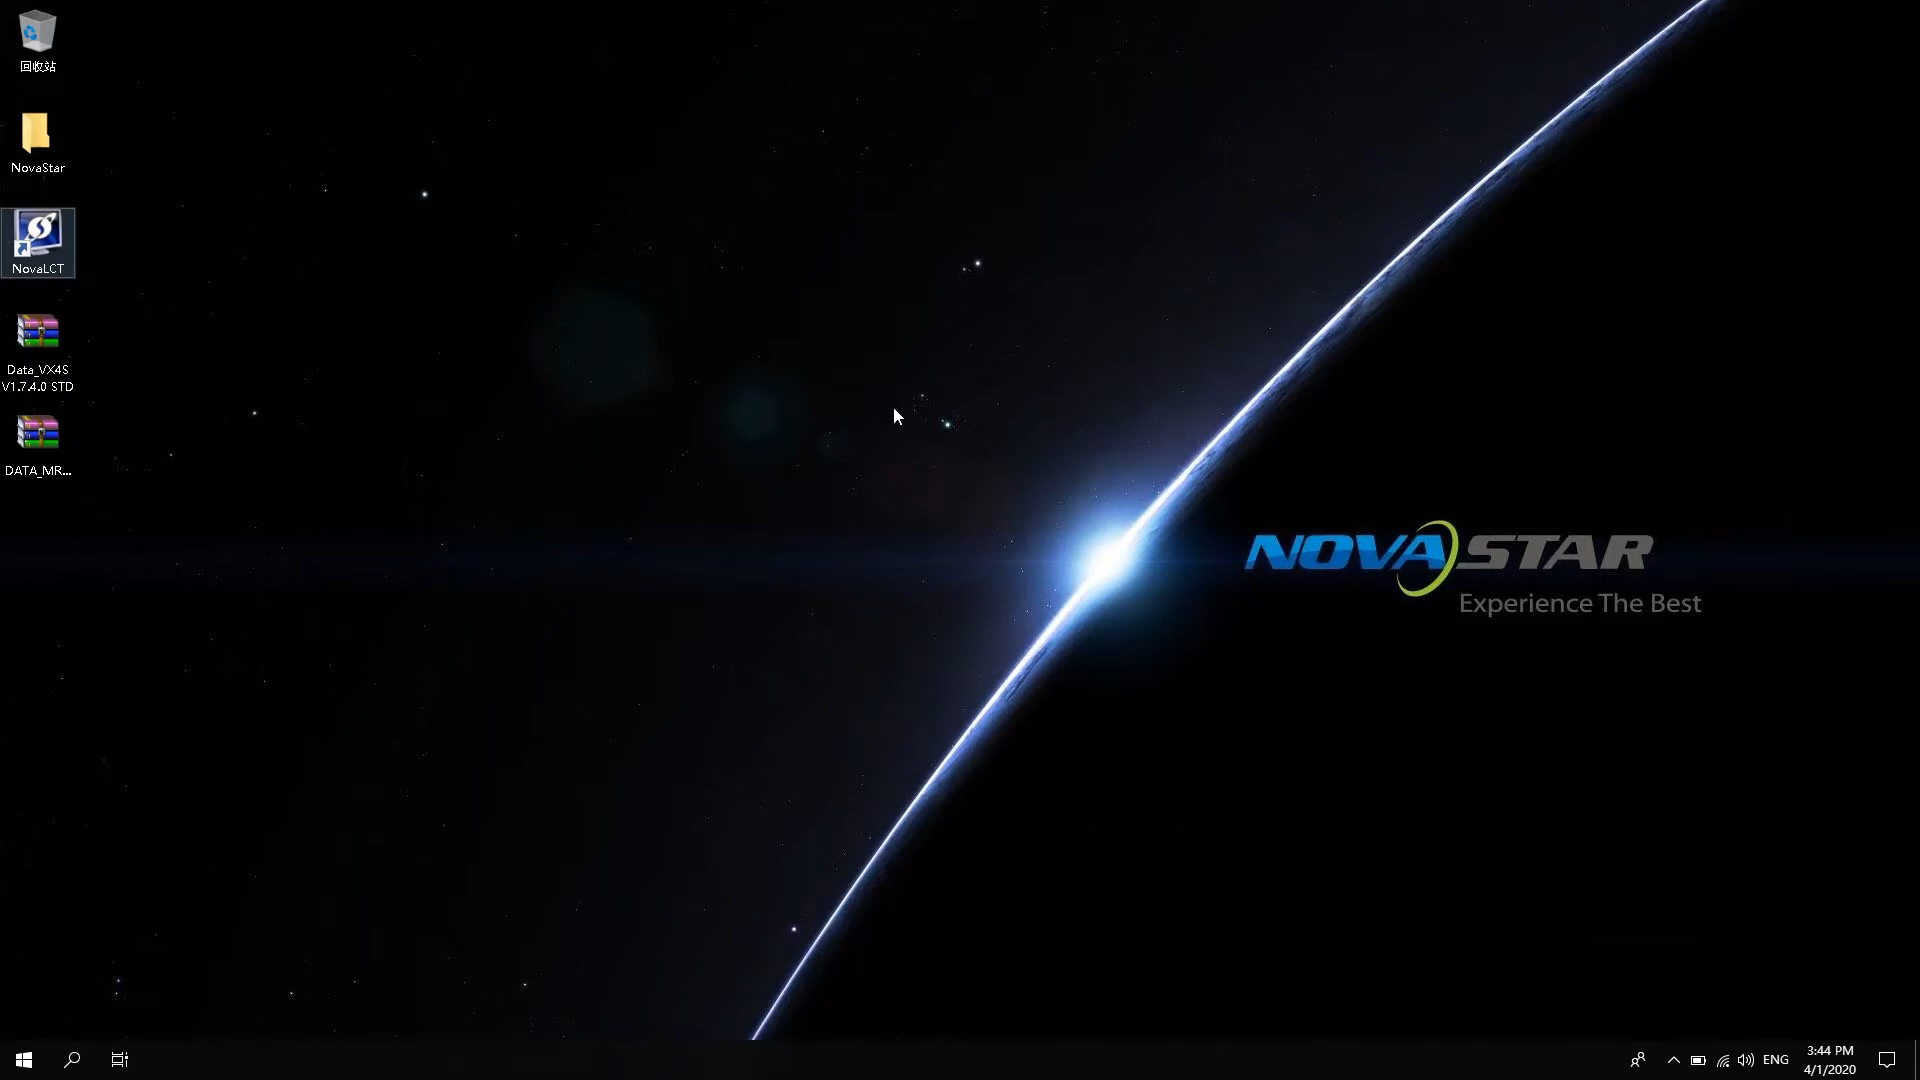 回收站
NovaStar
NovaLCT
Data_VX4S
V1.7.4.0 STD
DATA_MR...
NOVASTAR
Experience The Best
ENG
3:44 PM
4/1/2020